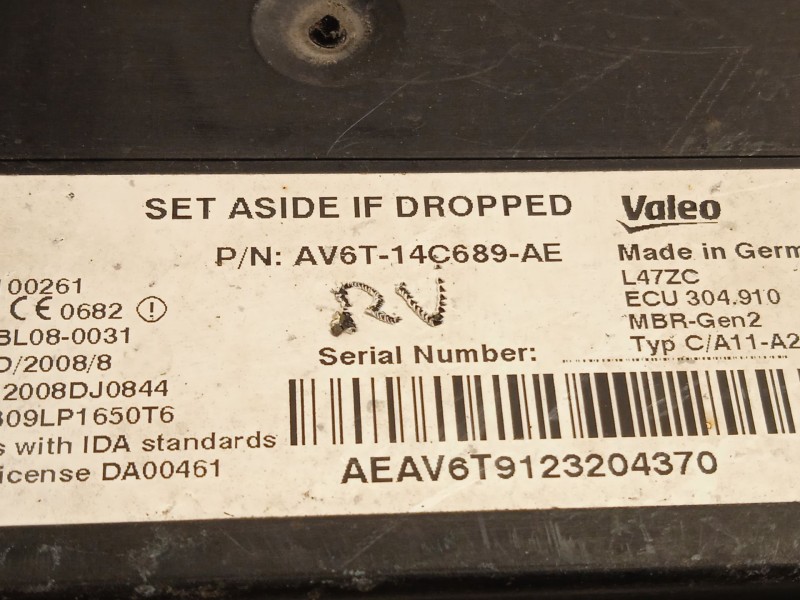 SET ASIDE IF DROPPED
Valeo
P/N: AV6T-14C689-AE
Made in Germ
00261
L47ZC
CE 0682
ECU 304.910
BL08-0031
RV
MBR-Gen2
D/2008/8
Serial Number:
Typ C/A11-A2
2008DJ0844
309LP1650T6
s with IDA standards
icense DA00461
AEAV6T9123204370